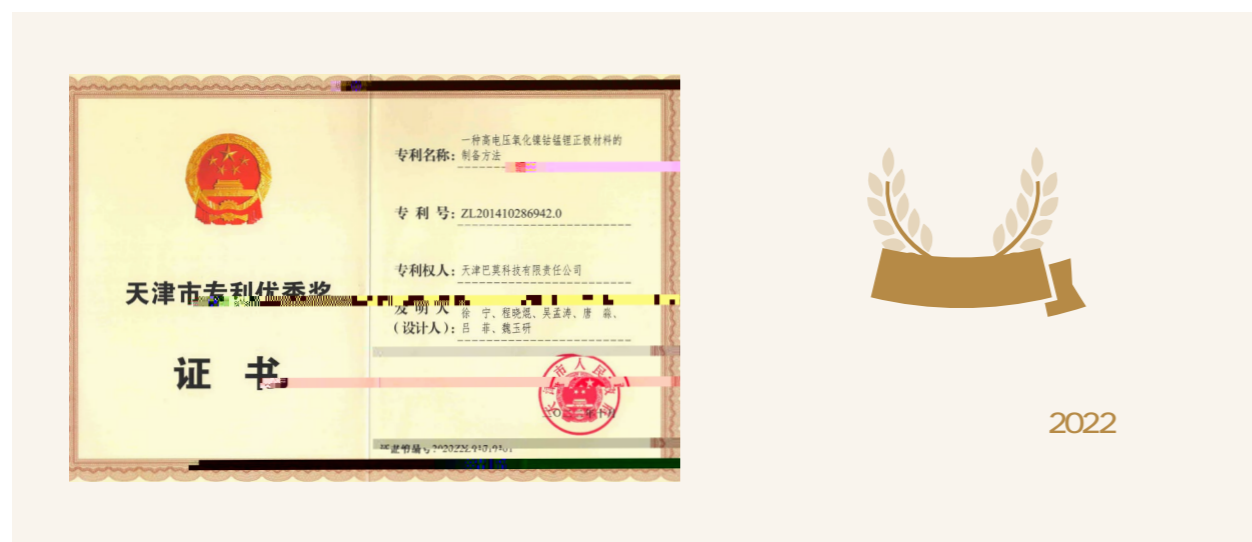 天津市专利优秀奖
证 书
专利名称: 一种高电压氧化镍钴锰锂正极材料的
制备方法
专 利 号: ZL201410286942.0
专利权人: 天津巴莫科技有限责任公司
发 明 人 徐 宁、程晓焜、吴孟涛、唐 淼、
(设计人): 吕 菲、魏玉研
2022